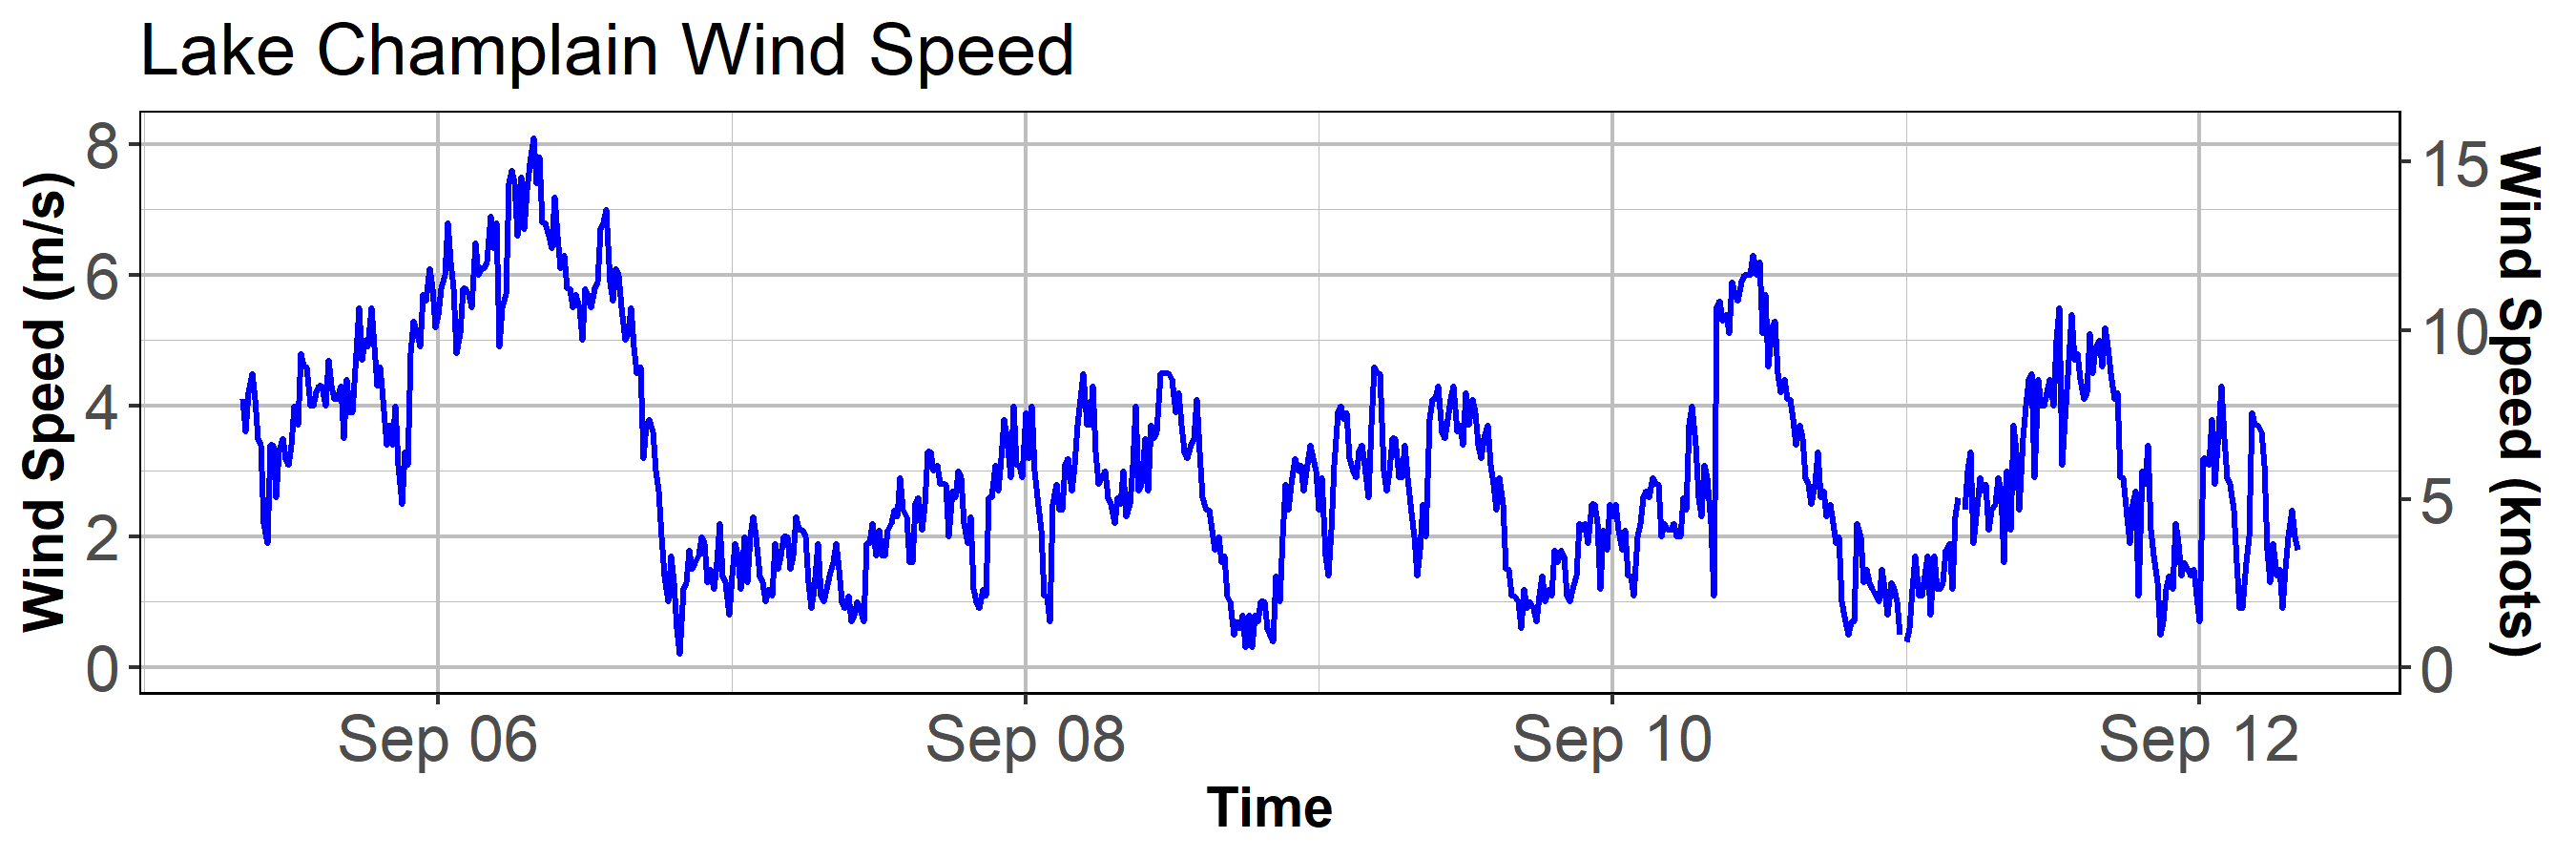 Lake Champlain Wind Speed
Wind Speed (m/s)
8
6
4
2
0
15
10
5
0
Wind Speed (knots)
Sep 06
Sep 08
Sep 10
Sep 12
Time